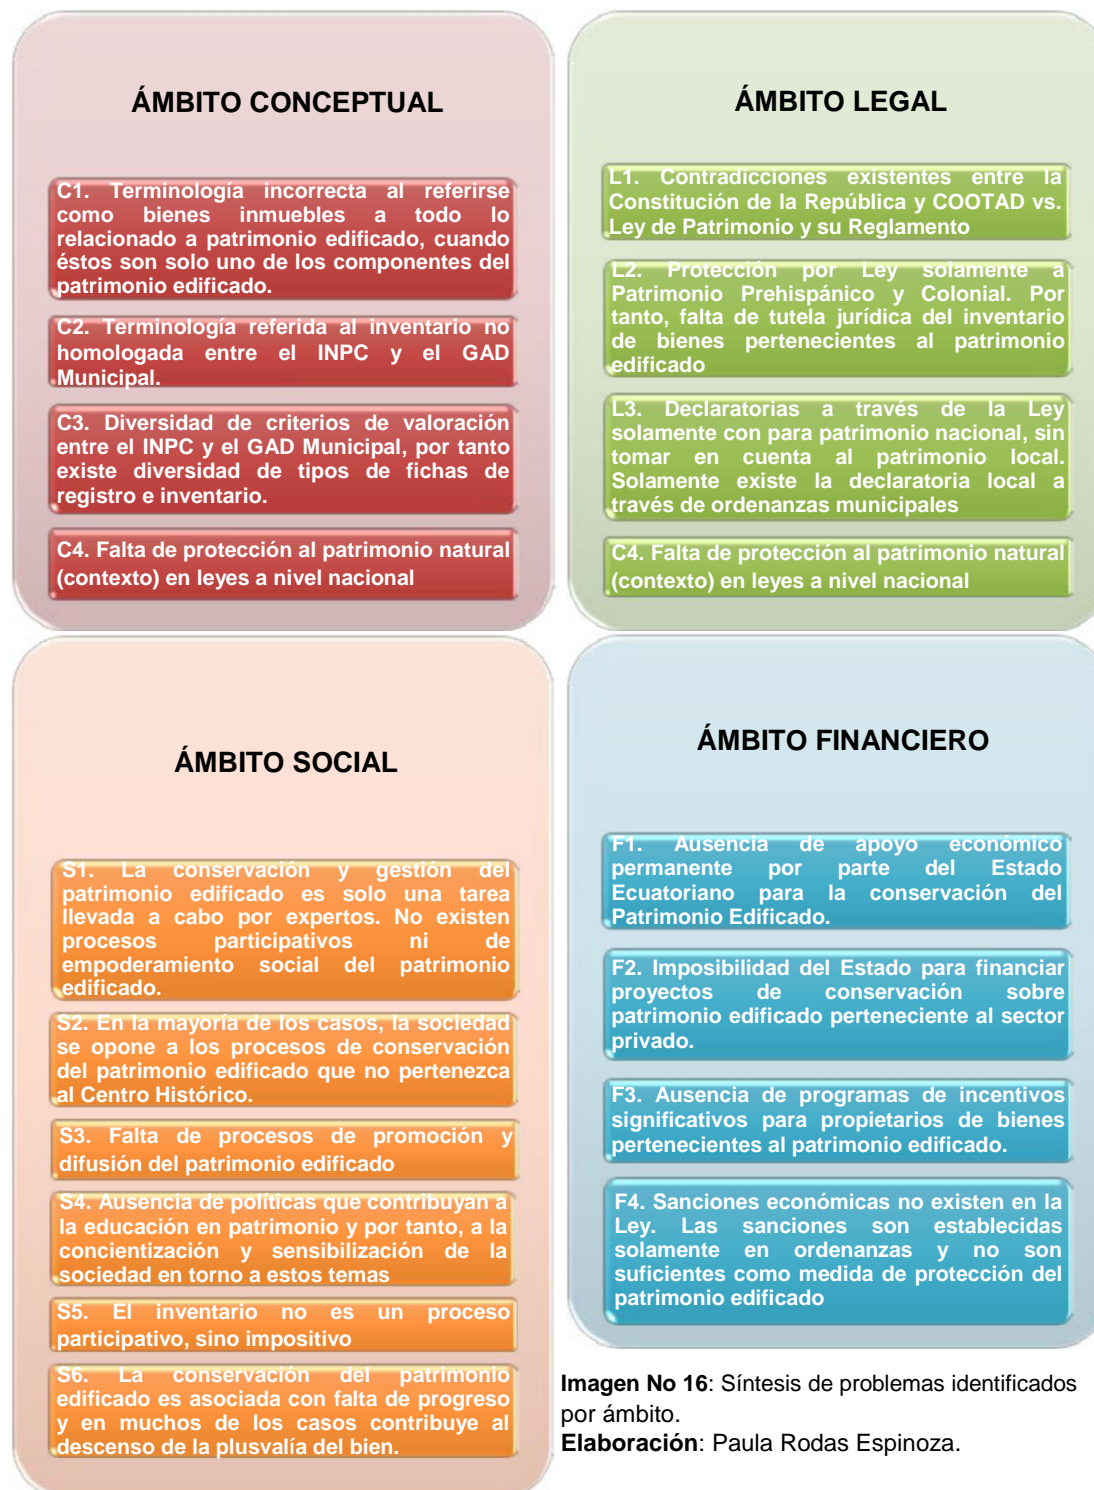 ÁMBITO CONCEPTUAL
C1. Terminología incorrecta al referirse
como bienes inmuebles a todo lo
relacionado a patrimonio edificado, cuando
éstos son solo uno de los componentes del
patrimonio edificado.
C2. Terminología referida al inventario no
homologada entre el INPC y el GAD
Municipal.
C3. Diversidad de criterios de valoración
entre el INPC y el GAD Municipal, por tanto
existe diversidad de tipos de fichas de
registro e inventario.
C4. Falta de protección al patrimonio natural
(contexto) en leyes a nivel nacional
ÁMBITO LEGAL
L1. Contradicciones existentes entre la
Constitución de la República y COOTAD vs.
Ley de Patrimonio y su Reglamento
L2. Protección por Ley solamente a
Patrimonio Prehispánico y Colonial. Por
tanto, falta de tutela jurídica del inventario
de bienes pertenecientes al patrimonio
edificado
L3. Declaratorias a través de la Ley
solamente con para patrimonio nacional, sin
tomar en cuenta al patrimonio local.
Solamente existe la declaratoria local a
través de ordenanzas municipales
C4. Falta de protección al patrimonio natural
(contexto) en leyes a nivel nacional
ÁMBITO SOCIAL
S1. La conservación y gestión del
patrimonio edificado es solo una tarea
llevada a cabo por expertos. No existen
procesos participativos ni de
empoderamiento social del patrimonio
edificado.
S2. En la mayoría de los casos, la sociedad
se opone a los procesos de conservación
del patrimonio edificado que no pertenezca
al Centro Histórico.
S3. Falta de procesos de promoción y
difusión del patrimonio edificado
S4. Ausencia de políticas que contribuyan a
la educación en patrimonio y por tanto, a la
concientización y sensibilización de la
sociedad en torno a estos temas
S5. El inventario no es un proceso
participativo, sino impositivo
S6. La conservación del patrimonio
edificado es asociada con falta de progreso
y en muchos de los casos contribuye al
descenso de la plusvalía del bien.
ÁMBITO FINANCIERO
F1. Ausencia de apoyo económico
permanente por parte del Estado
Ecuatoriano para la conservación del
Patrimonio Edificado.
F2. Imposibilidad del Estado para financiar
proyectos de conservación sobre
patrimonio edificado perteneciente al sector
privado.
F3. Ausencia de programas de incentivos
significativos para propietarios de bienes
pertenecientes al patrimonio edificado.
F4. Sanciones económicas no existen en la
Ley. Las sanciones son establecidas
solamente en ordenanzas y no son
suficientes como medida de protección del
patrimonio edificado
Imagen No 16: Síntesis de problemas identificados
por ámbito.
Elaboración: Paula Rodas Espinoza.